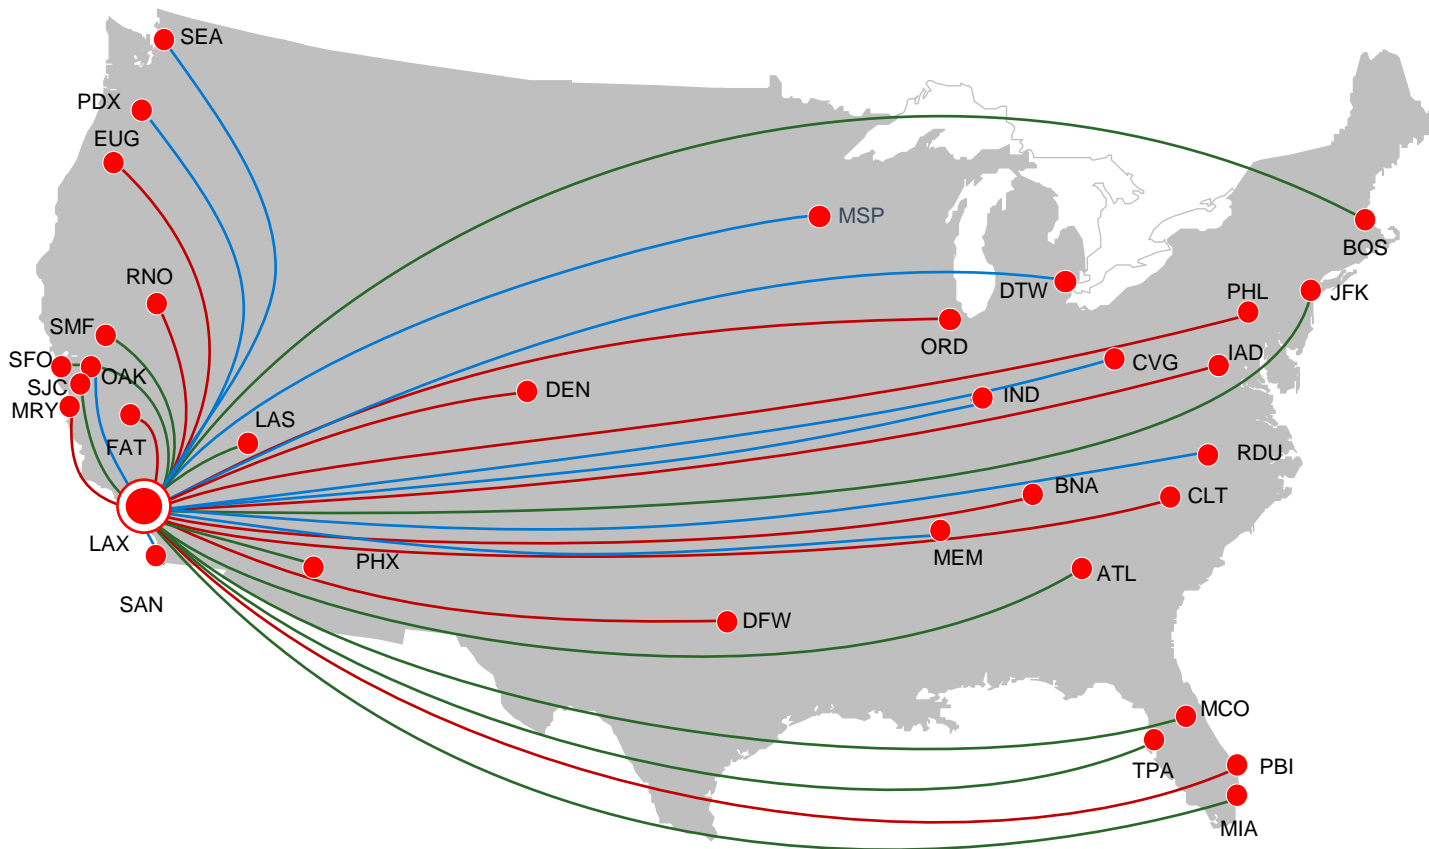 SEA
PDX
EUG
MSP
BOS
RNO
DTW
PHL
JFK
SMF
ORD
SFO
OAK
CVG
IAD
SJC
DEN
IND
MRY
LAS
FAT
RDU
BNA
CLT
LAX
PHX
MEM
ATL
SAN
DFW
MCO
TPA
PBI
MIA